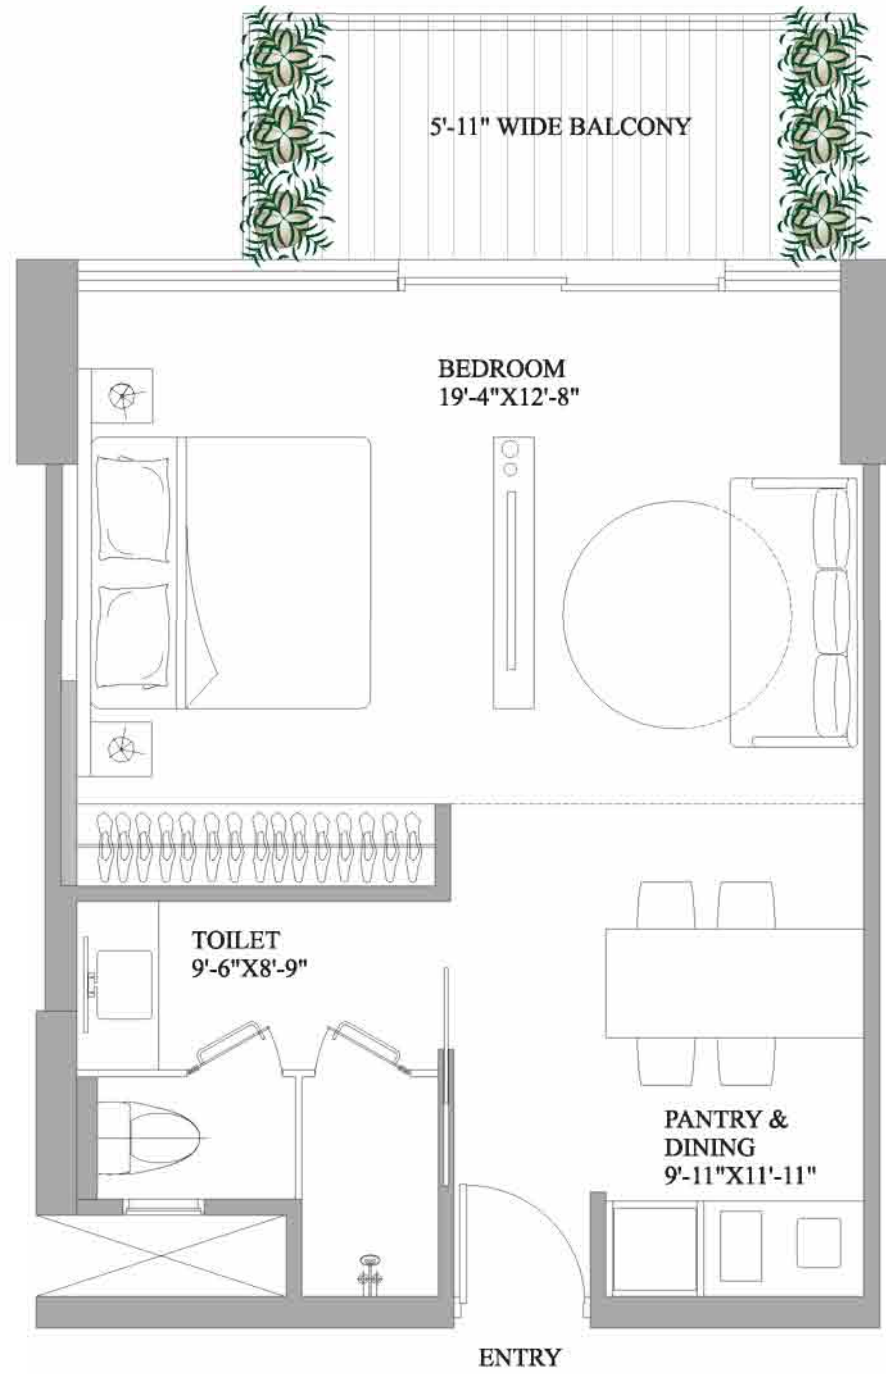 5'-11" WIDE BALCONY
BEDROOM
19'-4"X12'-8"
TOILET
9'-6"X8'-9"
PANTRY &
DINING
9'-11"X11'-11"
ENTRY